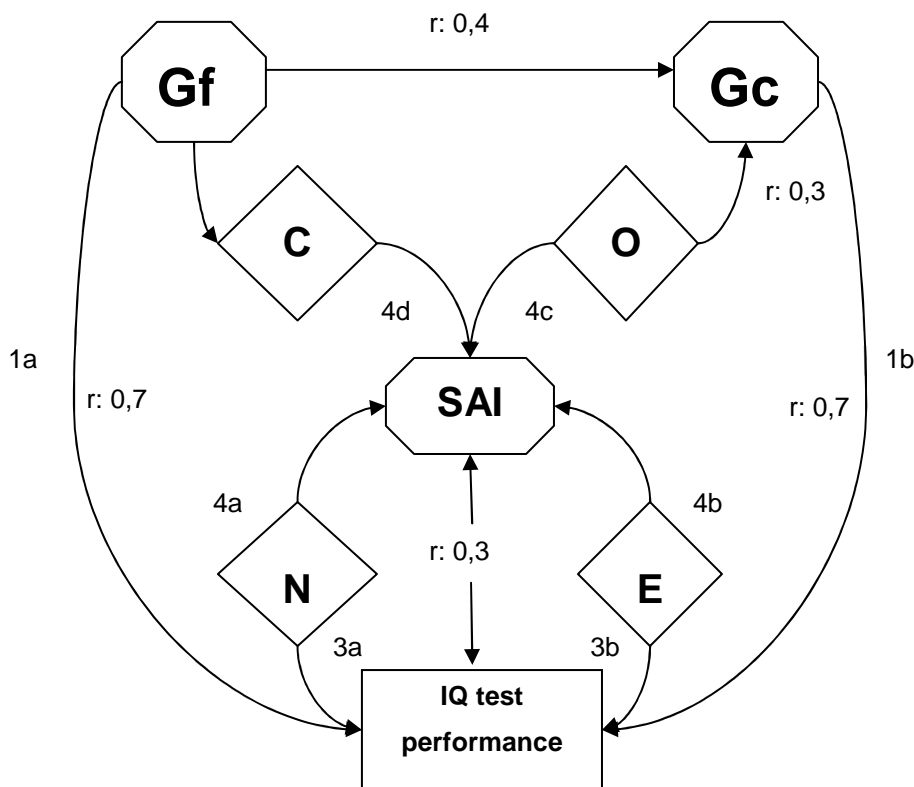 r: 0,4
Gf
Gc
C
O
r: 0,3
4d
4c
1a
1b
r: 0,7
SAI
r: 0,7
4a
4b
r: 0,3
N
E
3a
3b
IQ test
performance